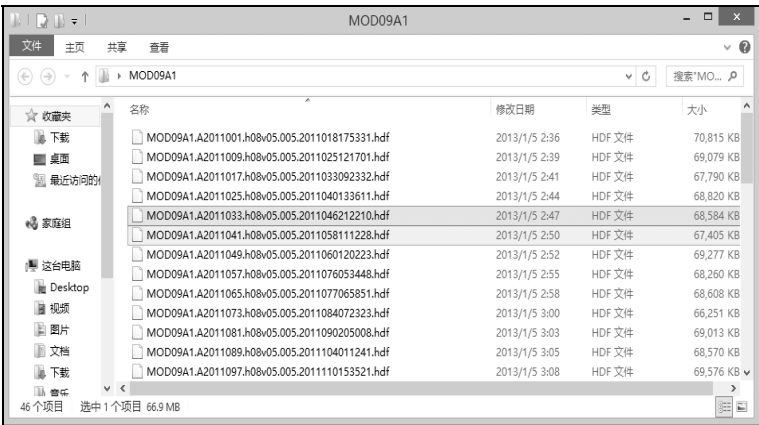 MOD09A1
文件 主页 共享 查看
MOD09A1 搜索"MO...
名称 修改日期 类型 大小
MOD09A1.A2011001.h08v05.005.2011018175331.hdf 2013/1/5 2:36 HDF 文件 70,815 KB
MOD09A1.A2011009.h08v05.005.2011025121701.hdf 2013/1/5 2:39 HDF 文件 69,079 KB
MOD09A1.A2011017.h08v05.005.2011033092332.hdf 2013/1/5 2:41 HDF 文件 67,790 KB
MOD09A1.A2011025.h08v05.005.2011040133611.hdf 2013/1/5 2:44 HDF 文件 68,820 KB
MOD09A1.A2011033.h08v05.005.2011046212210.hdf 2013/1/5 2:47 HDF 文件 68,584 KB
MOD09A1.A2011041.h08v05.005.2011058111228.hdf 2013/1/5 2:50 HDF 文件 67,405 KB
MOD09A1.A2011049.h08v05.005.2011060120223.hdf 2013/1/5 2:52 HDF 文件 69,277 KB
MOD09A1.A2011057.h08v05.005.2011076053448.hdf 2013/1/5 2:55 HDF 文件 68,260 KB
MOD09A1.A2011065.h08v05.005.2011077065851.hdf 2013/1/5 2:58 HDF 文件 68,608 KB
MOD09A1.A2011073.h08v05.005.2011084072323.hdf 2013/1/5 3:00 HDF 文件 66,251 KB
MOD09A1.A2011081.h08v05.005.2011090205008.hdf 2013/1/5 3:03 HDF 文件 69,013 KB
MOD09A1.A2011089.h08v05.005.2011104011241.hdf 2013/1/5 3:05 HDF 文件 68,570 KB
MOD09A1.A2011097.h08v05.005.2011110153521.hdf 2013/1/5 3:08 HDF 文件 69,576 KB
收藏夹
下载
桌面
最近访问的
家庭组
这台电脑
Desktop
视频
图片
文档
下载
音乐
46 个项目 选中 1 个项目 66.9 MB